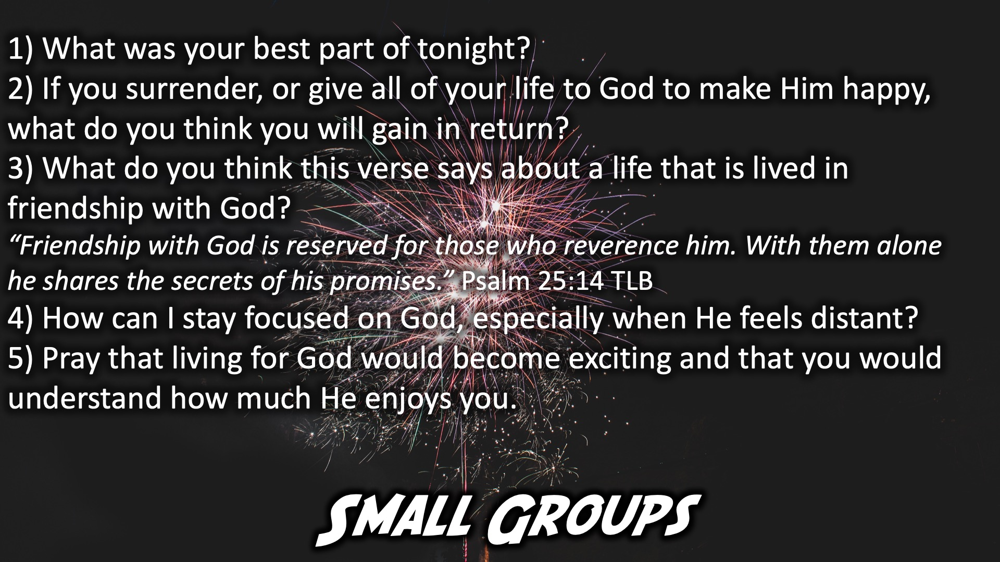 1) What was your best part of tonight?
2) If you surrender, or give all of your life to God to make Him happy,
what do you think you will gain in return?
3) What do you think this verse says about a life that is lived in
friendship with God?
“Friendship with God is reserved for those who reverence him. With them alone
he shares the secrets of his promises.” Psalm 25:14 TLB
4) How can I stay focused on God, especially when He feels distant?
5) Pray that living for God would become exciting and that you would
understand how much He enjoys you.
Small Groups